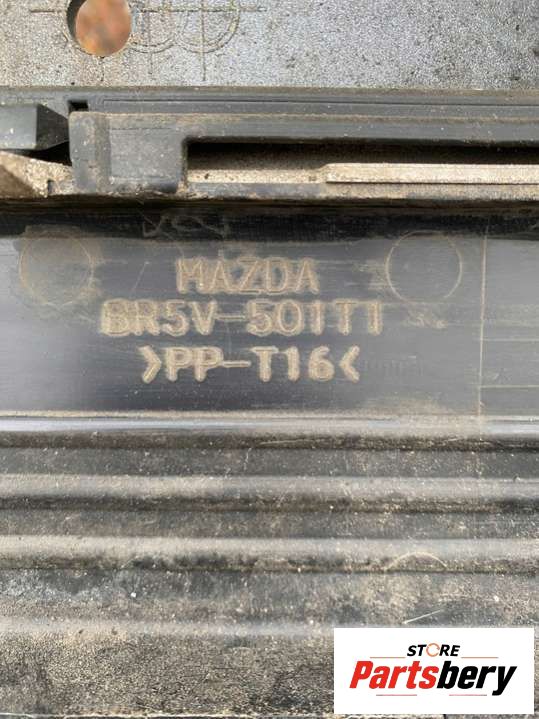 MAZDA
BR5V-501T1
>PP-T16<
STORE
Partsbery